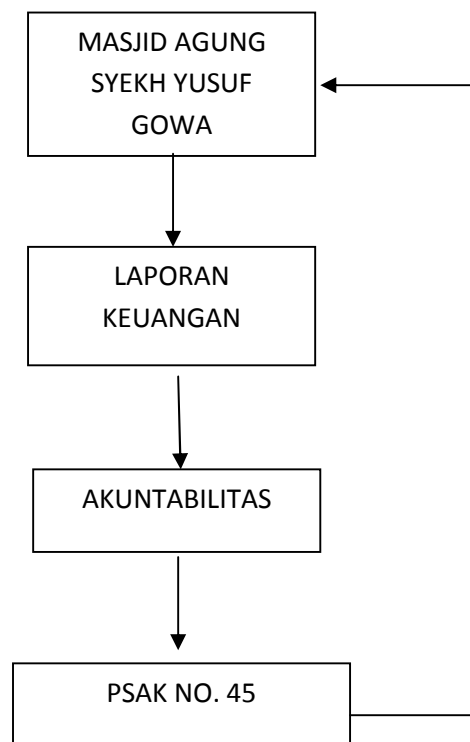 MASJID AGUNG
SYEKH YUSUF
GOWA
LAPORAN
KEUANGAN
AKUNTABILITAS
PSAK NO. 45